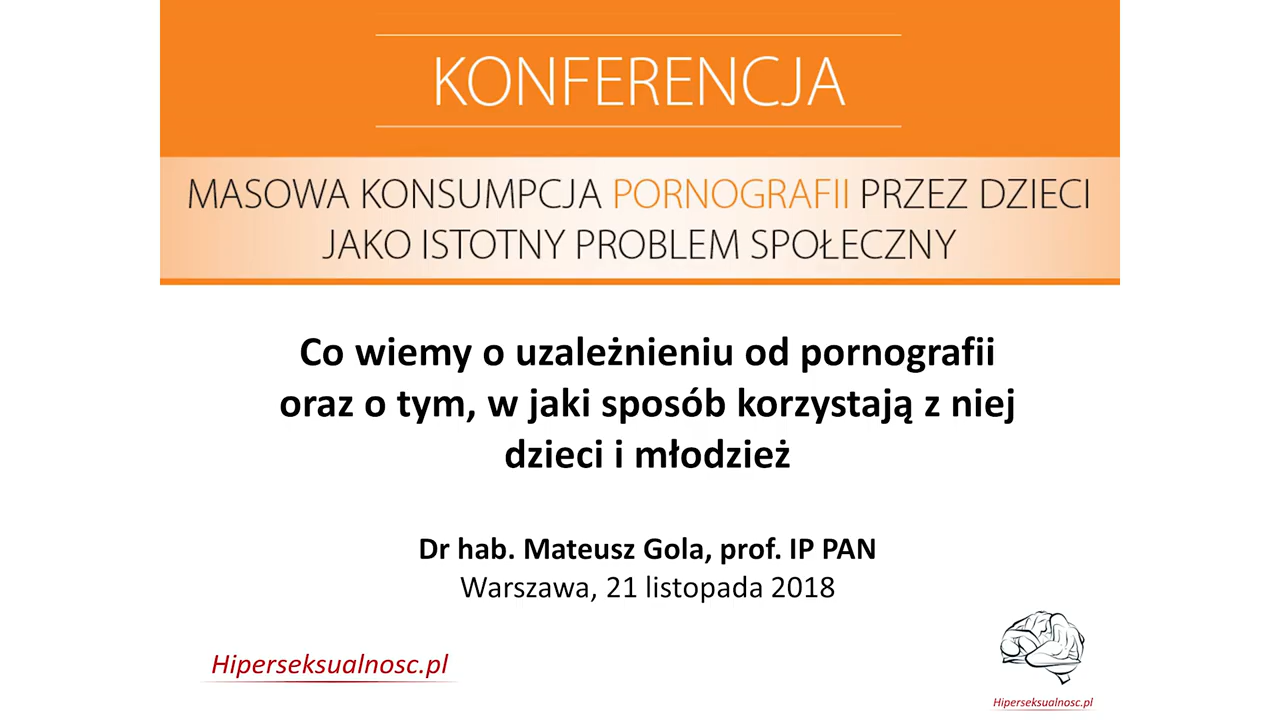 KONFERENCJA
MASOWA KONSUMPCJA PORNOGRAFII PRZEZ DZIECI
JAKO ISTOTNY PROBLEM SPOŁECZNY
Co wiemy o uzależnieniu od pornografii
oraz o tym, w jaki sposób korzystają z niej
dzieci i młodzież
Dr hab. Mateusz Gola, prof. IP PAN
Warszawa, 21 listopada 2018
Hiperseksualnosc.pl
Hiperseksualnosc.pl